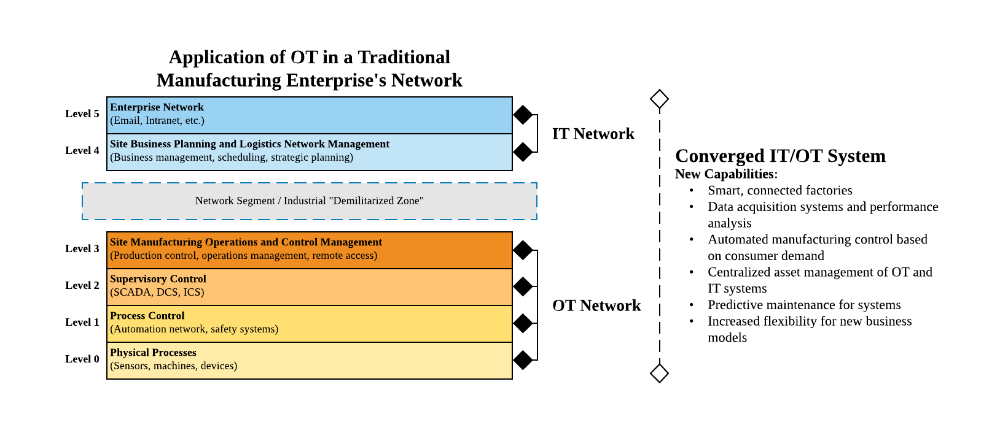 Application of OT in a Traditional
Manufacturing Enterprise's Network
Level 5
Enterprise Network
(Email, Intranet, etc.)
Level 4
Site Business Planning and Logistics Network Management
(Business management, scheduling, strategic planning)
IT Network
Network Segment / Industrial "Demilitarized Zone"
Level 3
Site Manufacturing Operations and Control Management
(Production control, operations management, remote access)
Level 2
Supervisory Control
(SCADA, DCS, ICS)
Level 1
Process Control
(Automation network, safety systems)
Level 0
Physical Processes
(Sensors, machines, devices)
OT Network
Converged IT/OT System
New Capabilities:
• Smart, connected factories
• Data acquisition systems and performance
analysis
• Automated manufacturing control based
on consumer demand
• Centralized asset management of OT and
IT systems
• Predictive maintenance for systems
• Increased flexibility for new business
models